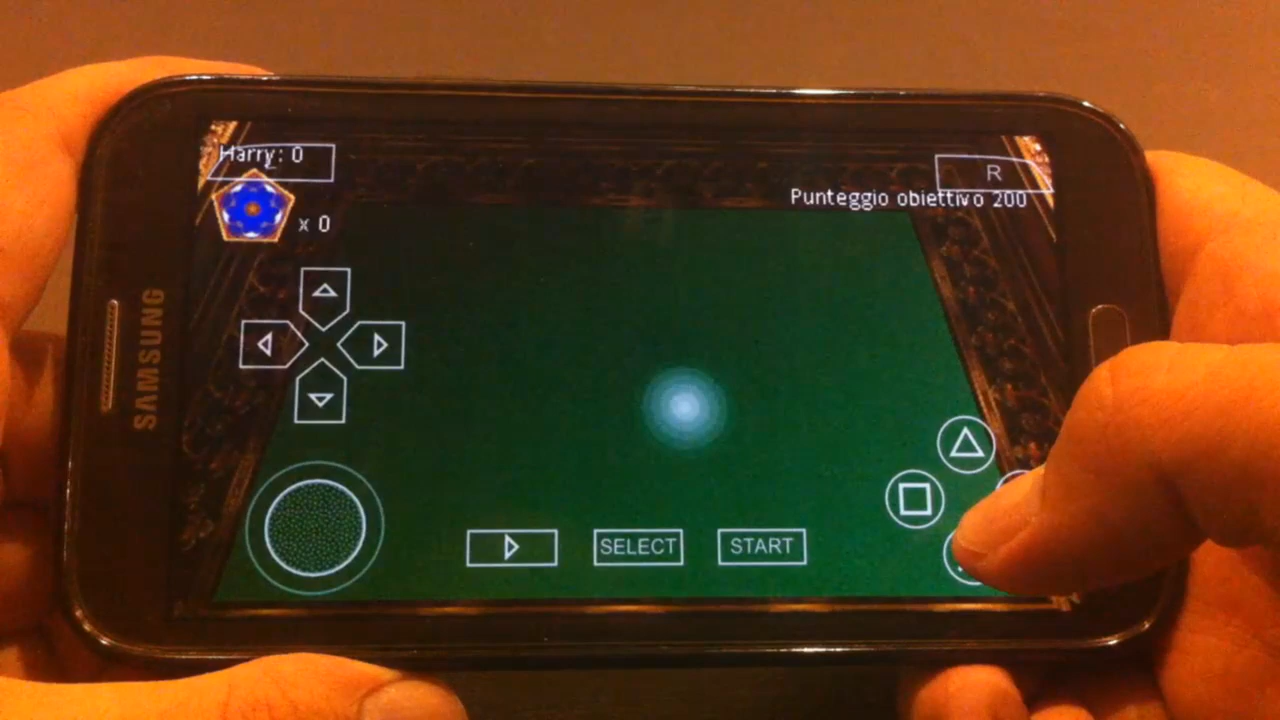 Harry: 0
R
Punteggio obiettivo 200
x 0
SAMSUNG
SELECT
START